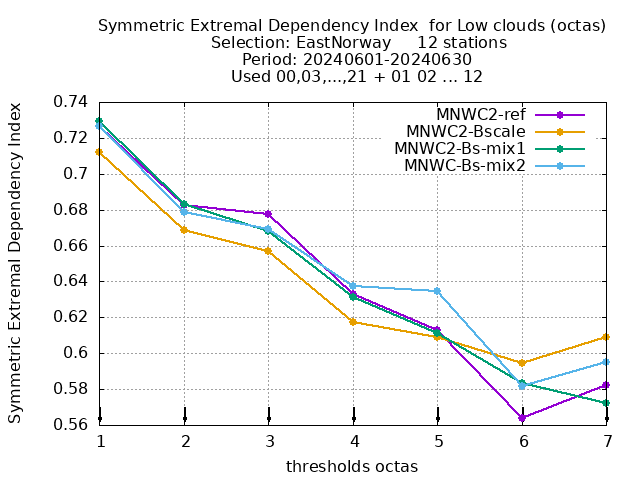 Symmetric Extremal Dependency Index  for Low clouds (octas)
Selection: EastNorway     12 stations
Period: 20240601-20240630
Used 00,03,...,21 + 01 02 ... 12
Symmetric Extremal Dependency Index
0.74
0.72
0.7
0.68
0.66
0.64
0.62
0.6
0.58
0.56
MNWC2-ref
MNWC2-Bscale
MNWC2-Bs-mix1
MNWC-Bs-mix2
1 2 3 4 5 6 7
thresholds octas